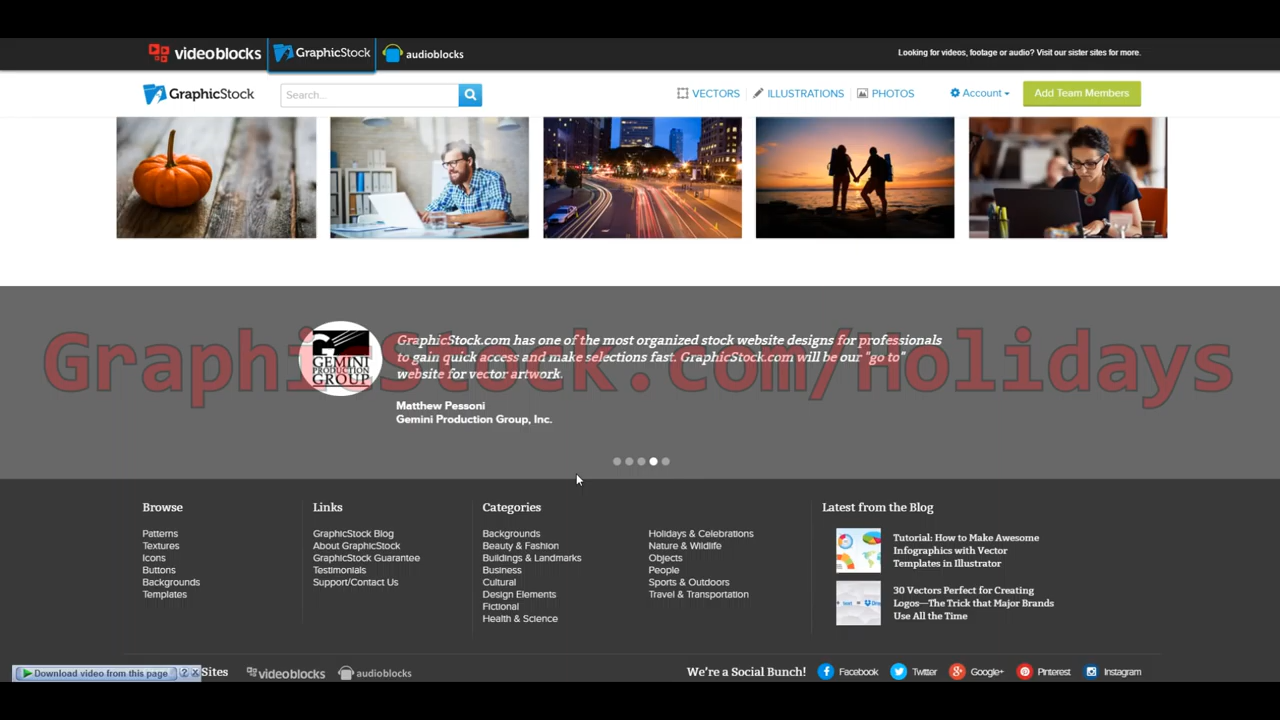 videoblocks GraphicStock audioblocks
Looking for videos, footage or audio? Visit our sister sites for more.
GraphicStock
Search...
VECTORS ILLUSTRATIONS PHOTOS
Account
Add Team Members
GraphicStock.com/Holidays
GEMINI
PRODUCTION
GROUP
GraphicStock.com has one of the most organized stock website designs for professionals
to gain quick access and make selections fast. GraphicStock.com will be our "go to"
website for vector artwork.
Matthew Pessoni
Gemini Production Group, Inc.
Browse
Patterns
Textures
Icons
Buttons
Backgrounds
Templates
Links
GraphicStock Blog
About GraphicStock
GraphicStock Guarantee
Testimonials
Support/Contact Us
Categories
Backgrounds
Beauty & Fashion
Buildings & Landmarks
Business
Cultural
Design Elements
Fictional
Health & Science
Holidays & Celebrations
Nature & Wildlife
Objects
People
Sports & Outdoors
Travel & Transportation
Latest from the Blog
Tutorial: How to Make Awesome
Infographics with Vector
Templates in Illustrator
30 Vectors Perfect for Creating
Logos—The Trick that Major Brands
Use All the Time
Download video from this page ? X
Sites
videoblocks audioblocks
We're a Social Bunch! Facebook Twitter Google+ Pinterest Instagram